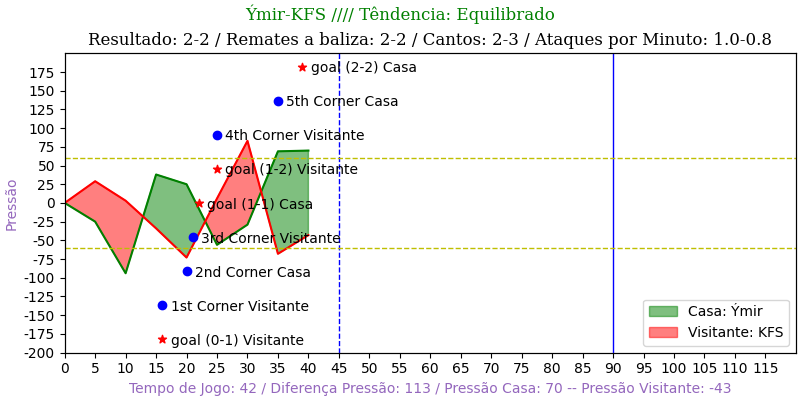 Ýmir-KFS //// Têndencia: Equilibrado
Resultado: 2-2 / Remates a baliza: 2-2 / Cantos: 2-3 / Ataques por Minuto: 1.0-0.8
Pressão
175
150
125
100
75
50
25
0
-25
-50
-75
-100
-125
-150
-175
-200
goal (2-2) Casa
5th Corner Casa
4th Corner Visitante
goal (1-2) Visitante
goal (1-1) Casa
3rd Corner Visitante
2nd Corner Casa
1st Corner Visitante
goal (0-1) Visitante
Casa: Ýmir
Visitante: KFS
0 5 10 15 20 25 30 35 40 45 50 55 60 65 70 75 80 85 90 95 100 105 110 115
Tempo de Jogo: 42 / Diferença Pressão: 113 / Pressão Casa: 70 -- Pressão Visitante: -43